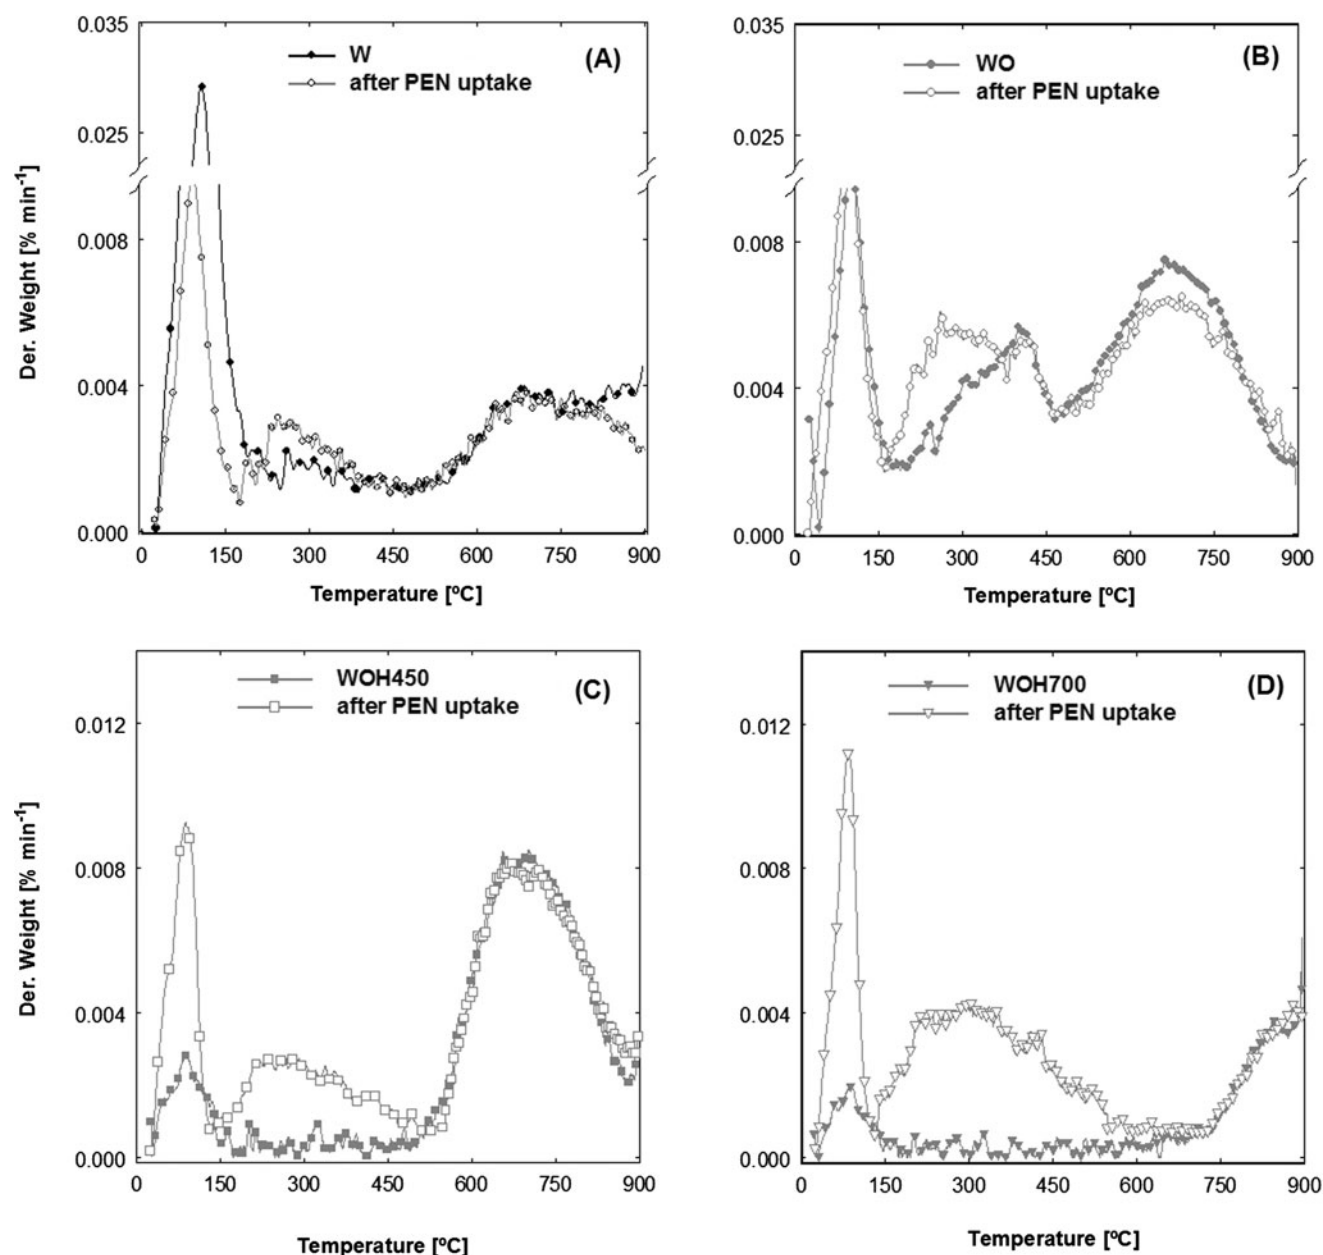 0.035
0.025
0.008
0.004
0.000
Der. Weight [% min⁻¹]
W
after PEN uptake
(A)
0 150 300 450 600 750 900
Temperature [ºC]
0.035
0.025
0.008
0.004
0.000
WO
after PEN uptake
(B)
0 150 300 450 600 750 900
Temperature [ºC]
0.012
0.008
0.004
0.000
Der. Weight [% min⁻¹]
WOH450
after PEN uptake
(C)
0 150 300 450 600 750 900
Temperature [ºC]
0.012
0.008
0.004
0.000
WOH700
after PEN uptake
(D)
0 150 300 450 600 750 900
Temperature [ºC]